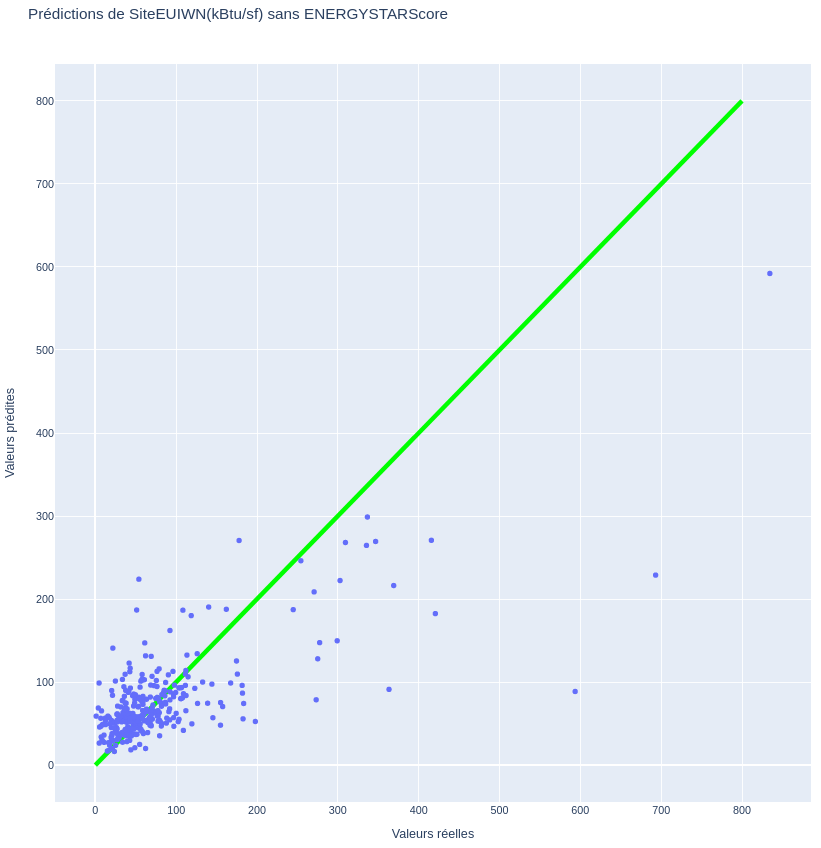 Prédictions de SiteEUIWN(kBtu/sf) sans ENERGYSTARScore
800
700
600
500
400
300
200
100
0
Valeurs prédites
0 100 200 300 400 500 600 700 800
Valeurs réelles